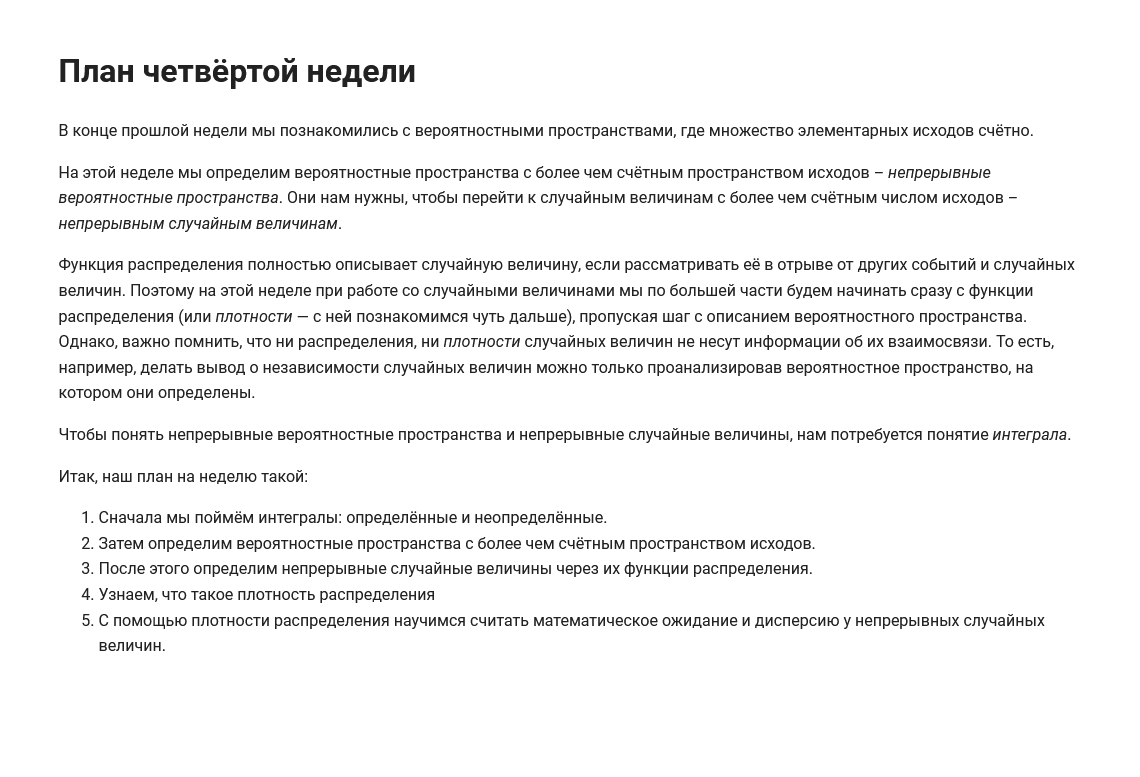 План четвёртой недели
В конце прошлой недели мы познакомились с вероятностными пространствами, где множество элементарных исходов счётно.
На этой неделе мы определим вероятностные пространства с более чем счётным пространством исходов – непрерывные
вероятностные пространства. Они нам нужны, чтобы перейти к случайным величинам с более чем счётным числом исходов –
непрерывным случайным величинам.
Функция распределения полностью описывает случайную величину, если рассматривать её в отрыве от других событий и случайных
величин. Поэтому на этой неделе при работе со случайными величинами мы по большей части будем начинать сразу с функции
распределения (или плотности — с ней познакомимся чуть дальше), пропуская шаг с описанием вероятностного пространства.
Однако, важно помнить, что ни распределения, ни плотности случайных величин не несут информации об их взаимосвязи. То есть,
например, делать вывод о независимости случайных величин можно только проанализировав вероятностное пространство, на
котором они определены.
Чтобы понять непрерывные вероятностные пространства и непрерывные случайные величины, нам потребуется понятие интеграла.
Итак, наш план на неделю такой:
1. Сначала мы поймём интегралы: определённые и неопределённые.
2. Затем определим вероятностные пространства с более чем счётным пространством исходов.
3. После этого определим непрерывные случайные величины через их функции распределения.
4. Узнаем, что такое плотность распределения
5. С помощью плотности распределения научимся считать математическое ожидание и дисперсию у непрерывных случайных
величин.